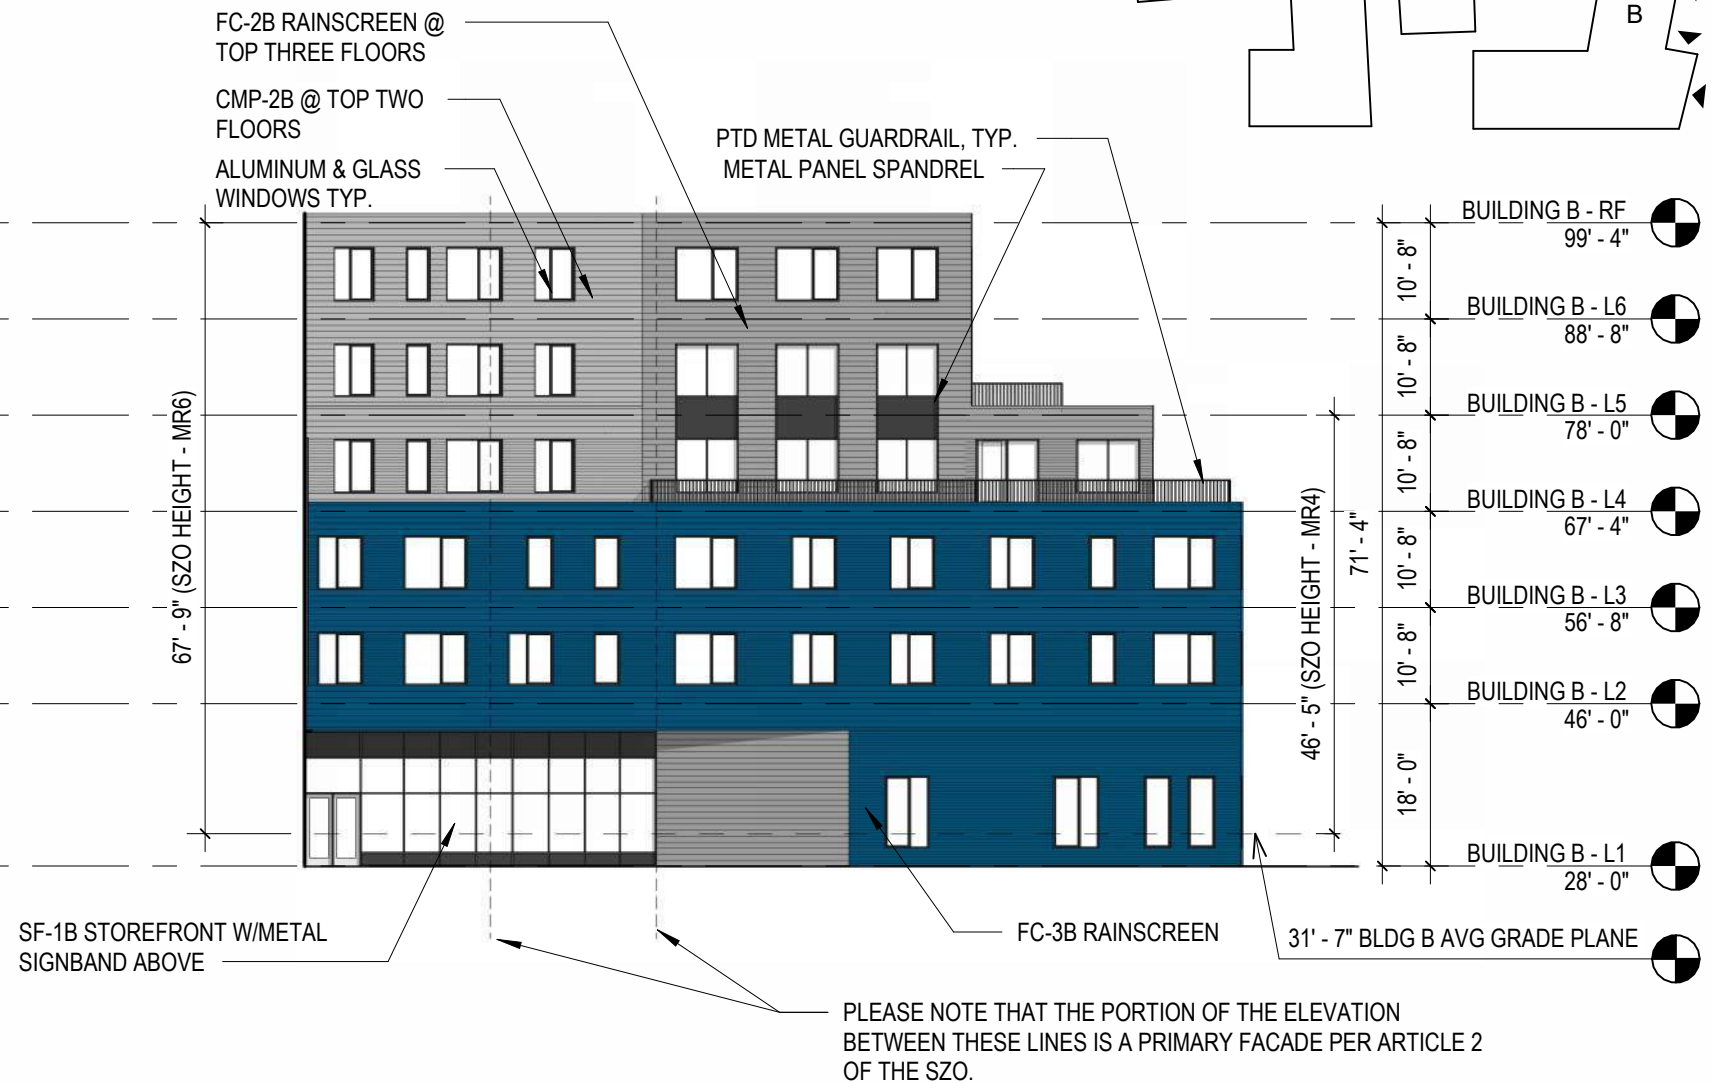 B
FC-2B RAINSCREEN @
TOP THREE FLOORS
CMP-2B @ TOP TWO
FLOORS
ALUMINUM & GLASS
WINDOWS TYP.
PTD METAL GUARDRAIL, TYP.
METAL PANEL SPANDREL
BUILDING B - RF
99' - 4"
10' - 8"
BUILDING B - L6
88' - 8"
10' - 8"
BUILDING B - L5
78' - 0"
10' - 8"
BUILDING B - L4
67' - 4"
10' - 8"
BUILDING B - L3
56' - 8"
10' - 8"
BUILDING B - L2
46' - 0"
18' - 0"
BUILDING B - L1
28' - 0"
67' - 9" (SZO HEIGHT - MR6)
46' - 5" (SZO HEIGHT - MR4)
71' - 4"
SF-1B STOREFRONT W/METAL
SIGNBAND ABOVE
FC-3B RAINSCREEN
31' - 7" BLDG B AVG GRADE PLANE
PLEASE NOTE THAT THE PORTION OF THE ELEVATION
BETWEEN THESE LINES IS A PRIMARY FACADE PER ARTICLE 2
OF THE SZO.